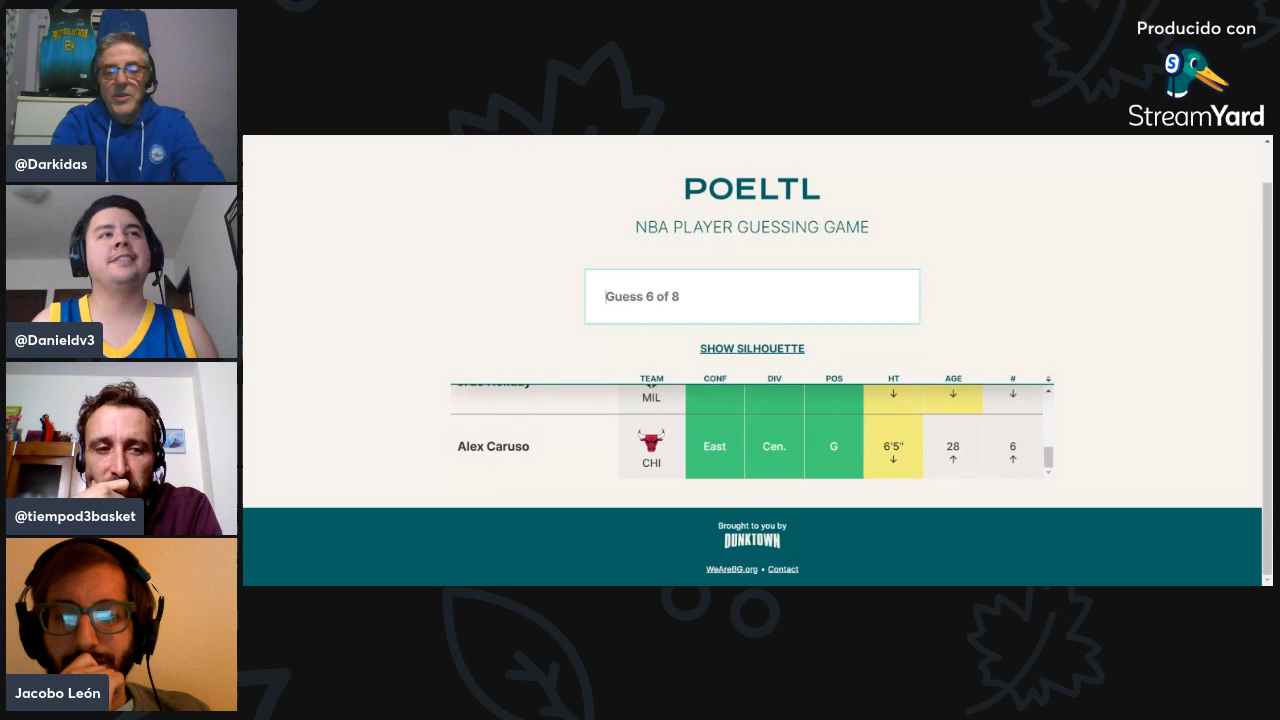 Producido con
StreamYard
REVOLUTION
24
@Darkidas
@Danieldv3
@tiempod3basket
Jacobo León
POELTL
NBA PLAYER GUESSING GAME
Guess 6 of 8
SHOW SILHOUETTE
TEAM CONF DIV POS HT AGE #
MIL ↓ ↓ ↓
Alex Caruso CHI East Cen. G 6'5" ↓ 28 ↑ 6 ↑
Brought to you by
DUNKTOWN
WeAreBG.org • Contact